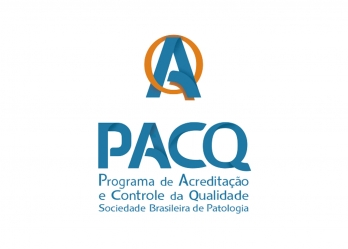 PACQ
Programa de Acreditação
e Controle da Qualidade
Sociedade Brasileira de Patologia